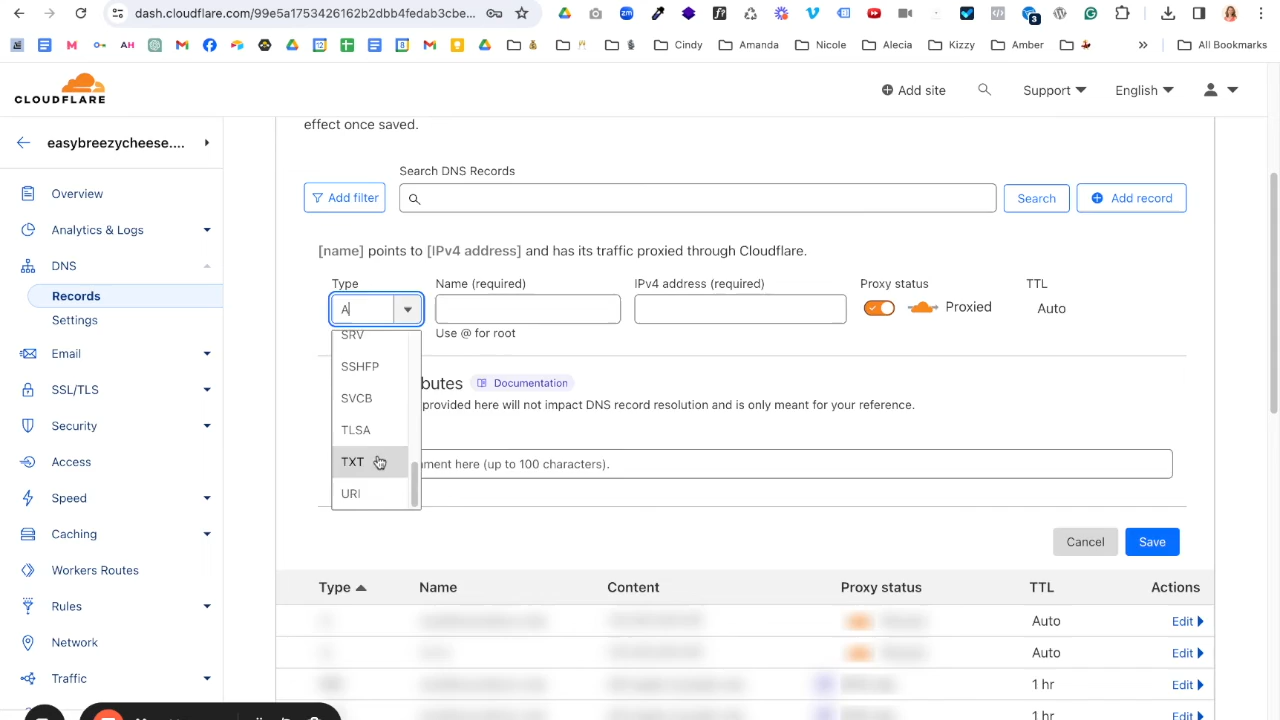 dash.cloudflare.com/99e5a1753426162b2dbb4fedab3cbe...
Cindy
Amanda
Nicole
Alecia
Kizzy
Amber
»
All Bookmarks
CLOUDFLARE
Add site
Support
English
easybreezycheese....
Overview
Analytics & Logs
DNS
Records
Settings
Email
SSL/TLS
Security
Access
Speed
Caching
Workers Routes
Rules
Network
Traffic
effect once saved.
Search DNS Records
Add filter
Search
Add record
[name] points to [IPv4 address] and has its traffic proxied through Cloudflare.
Type
Name (required)
IPv4 address (required)
Proxy status
TTL
A
Proxied
Auto
Use @ for root
SRV
SSHFP
SVCB
TLSA
TXT
URI
butes
Documentation
provided here will not impact DNS record resolution and is only meant for your reference.
ment here (up to 100 characters).
Cancel
Save
Type Name Content Proxy status TTL Actions
Auto Edit
Auto Edit
1 hr Edit
1 hr Edit